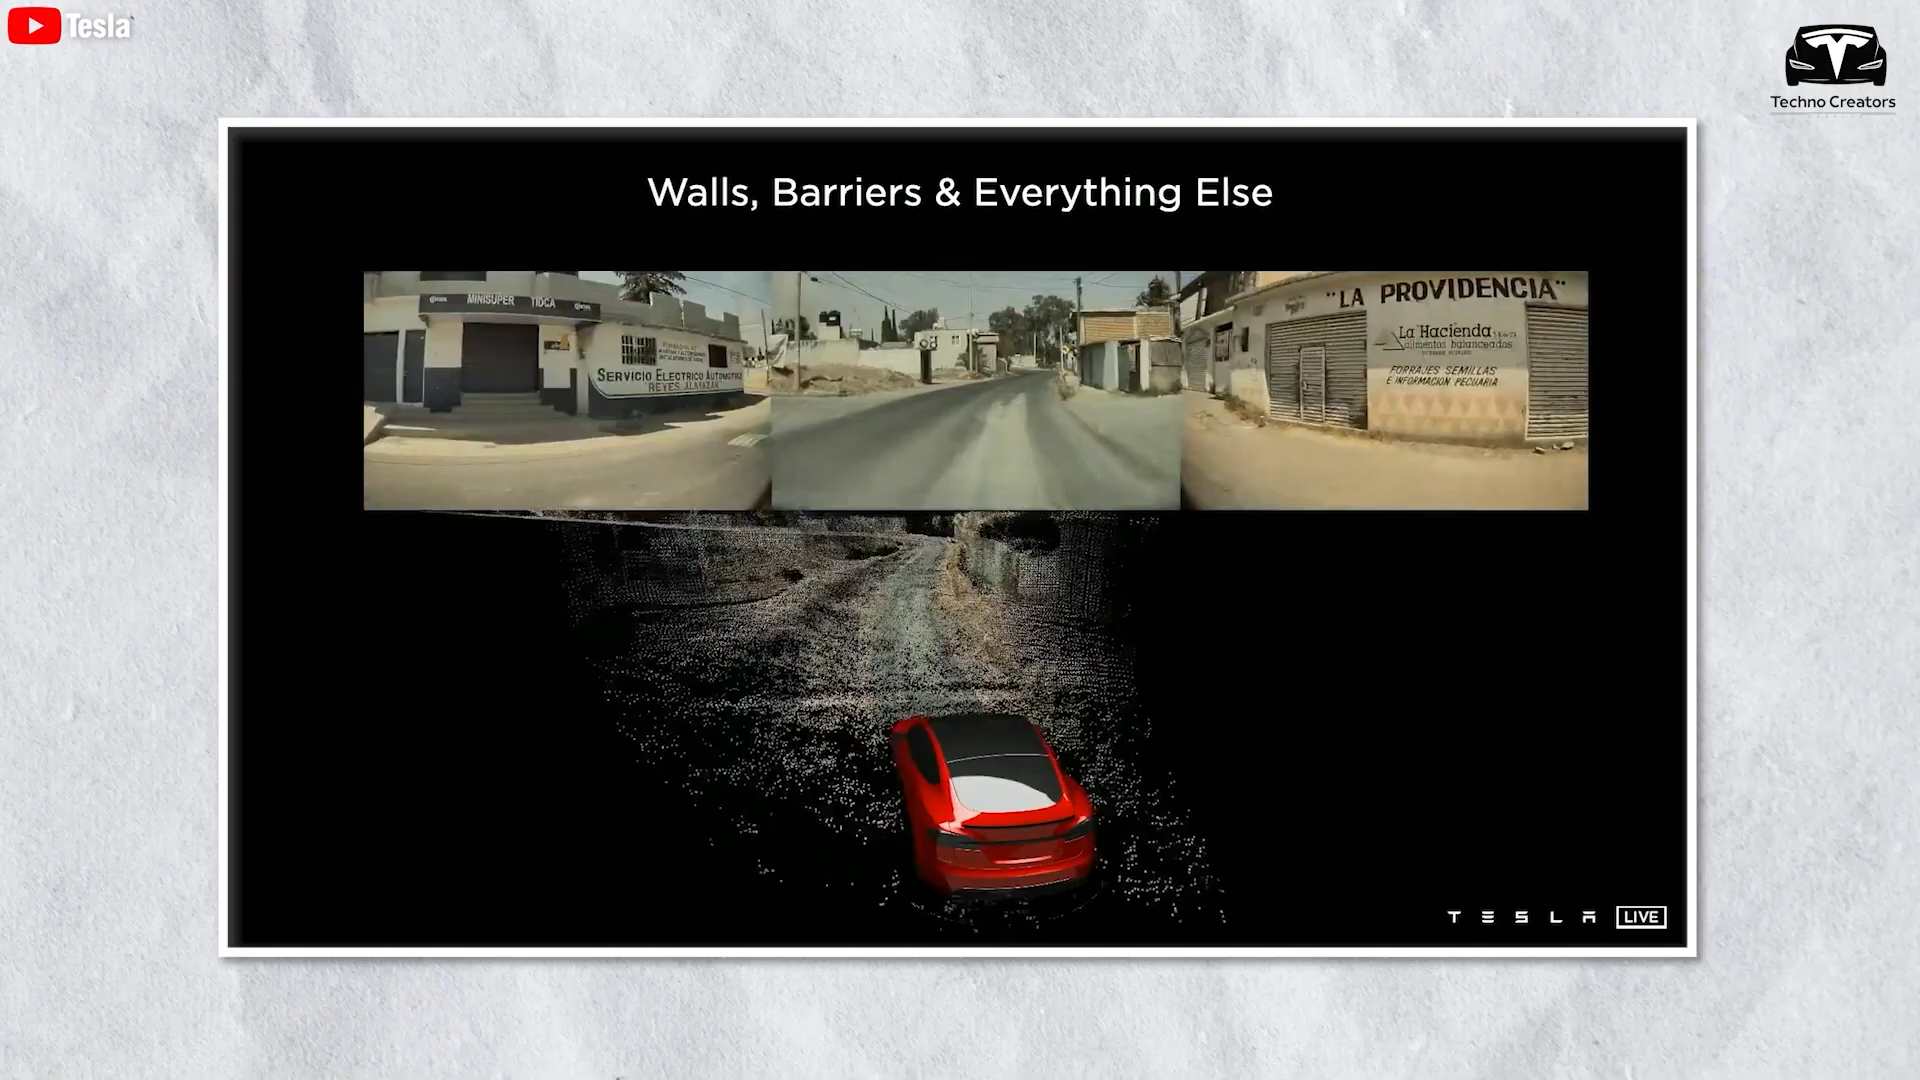 Tesla
Techno Creators
Walls, Barriers & Everything Else
MINISUPER TIDCA
SERVICIO ELECTRICO AUTOMOTRIZ
"REYES ALMAZAN"
"LA PROVIDENCIA"
La Hacienda
alimentos balanceados
FORRAJES SEMILLAS
E INFORMACION PECUARIA
TESLA LIVE